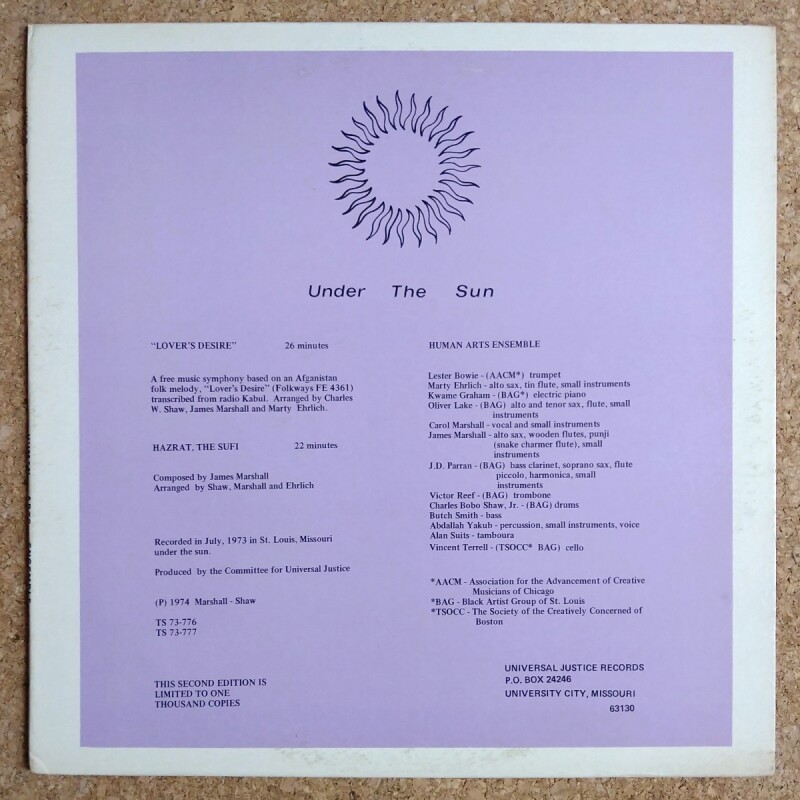 Under The Sun
"LOVER'S DESIRE" 26 minutes
A free music symphony based on an Afganistan
folk melody, "Lover's Desire" (Folkways FE 4361)
transcribed from radio Kabul. Arranged by Charles
W. Shaw, James Marshall and Marty Ehrlich.
HAZRAT, THE SUFI 22 minutes
Composed by James Marshall
Arranged by Shaw, Marshall and Ehrlich
Recorded in July, 1973 in St. Louis, Missouri
under the sun.
Produced by the Committee for Universal Justice
(P) 1974 Marshall - Shaw
TS 73-776
TS 73-777
THIS SECOND EDITION IS
LIMITED TO ONE
THOUSAND COPIES
HUMAN ARTS ENSEMBLE
Lester Bowie - (AACM*) trumpet
Marty Ehrlich - alto sax, tin flute, small instruments
Kwame Graham - (BAG*) electric piano
Oliver Lake - (BAG) alto and tenor sax, flute, small
instruments
Carol Marshall - vocal and small instruments
James Marshall - alto sax, wooden flutes, punji
(snake charmer flute), small
instruments
J.D. Parran - (BAG) bass clarinet, soprano sax, flute
piccolo, harmonica, small
instruments
Victor Reef - (BAG) trombone
Charles Bobo Shaw, Jr. - (BAG) drums
Butch Smith - bass
Abdallah Yakub - percussion, small instruments, voice
Alan Suits - tamboura
Vincent Terrell - (TSOCC* BAG) cello
*AACM - Association for the Advancement of Creative
Musicians of Chicago
*BAG - Black Artist Group of St. Louis
*TSOCC - The Society of the Creatively Concerned of
Boston
UNIVERSAL JUSTICE RECORDS
P.O. BOX 24246
UNIVERSITY CITY, MISSOURI
63130